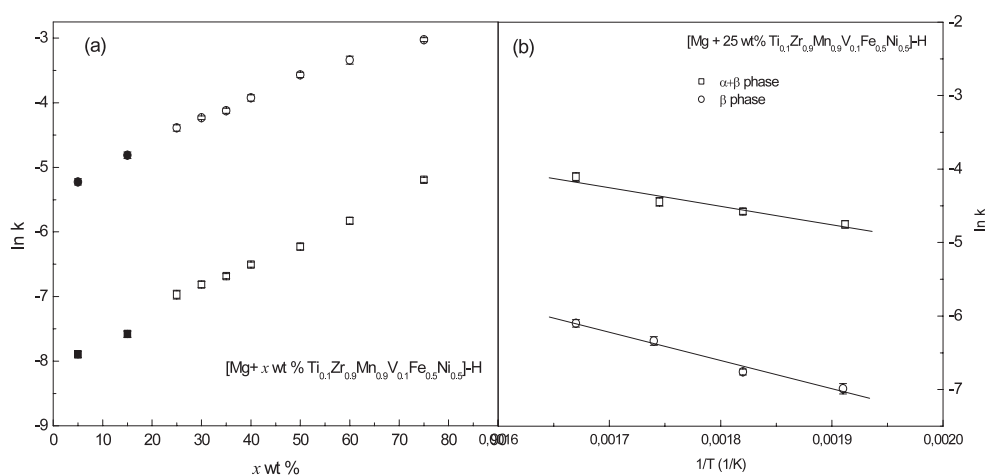 (a)
-3
-4
-5
-6
-7
-8
-9
ln k
[Mg+ x wt % Ti0.1Zr0.9Mn0.9V0.1Fe0.5Ni0.5]-H
0 10 20 30 40 50 60 70 80
x wt %
(b)
[Mg + 25 wt% Ti0.1Zr0.9Mn0.9V0.1Fe0.5Ni0.5]-H
α+β phase
β phase
-2
-3
-4
-5
-6
-7
ln k
0,0016 0,0017 0,0018 0,0019 0,0020
1/T (1/K)